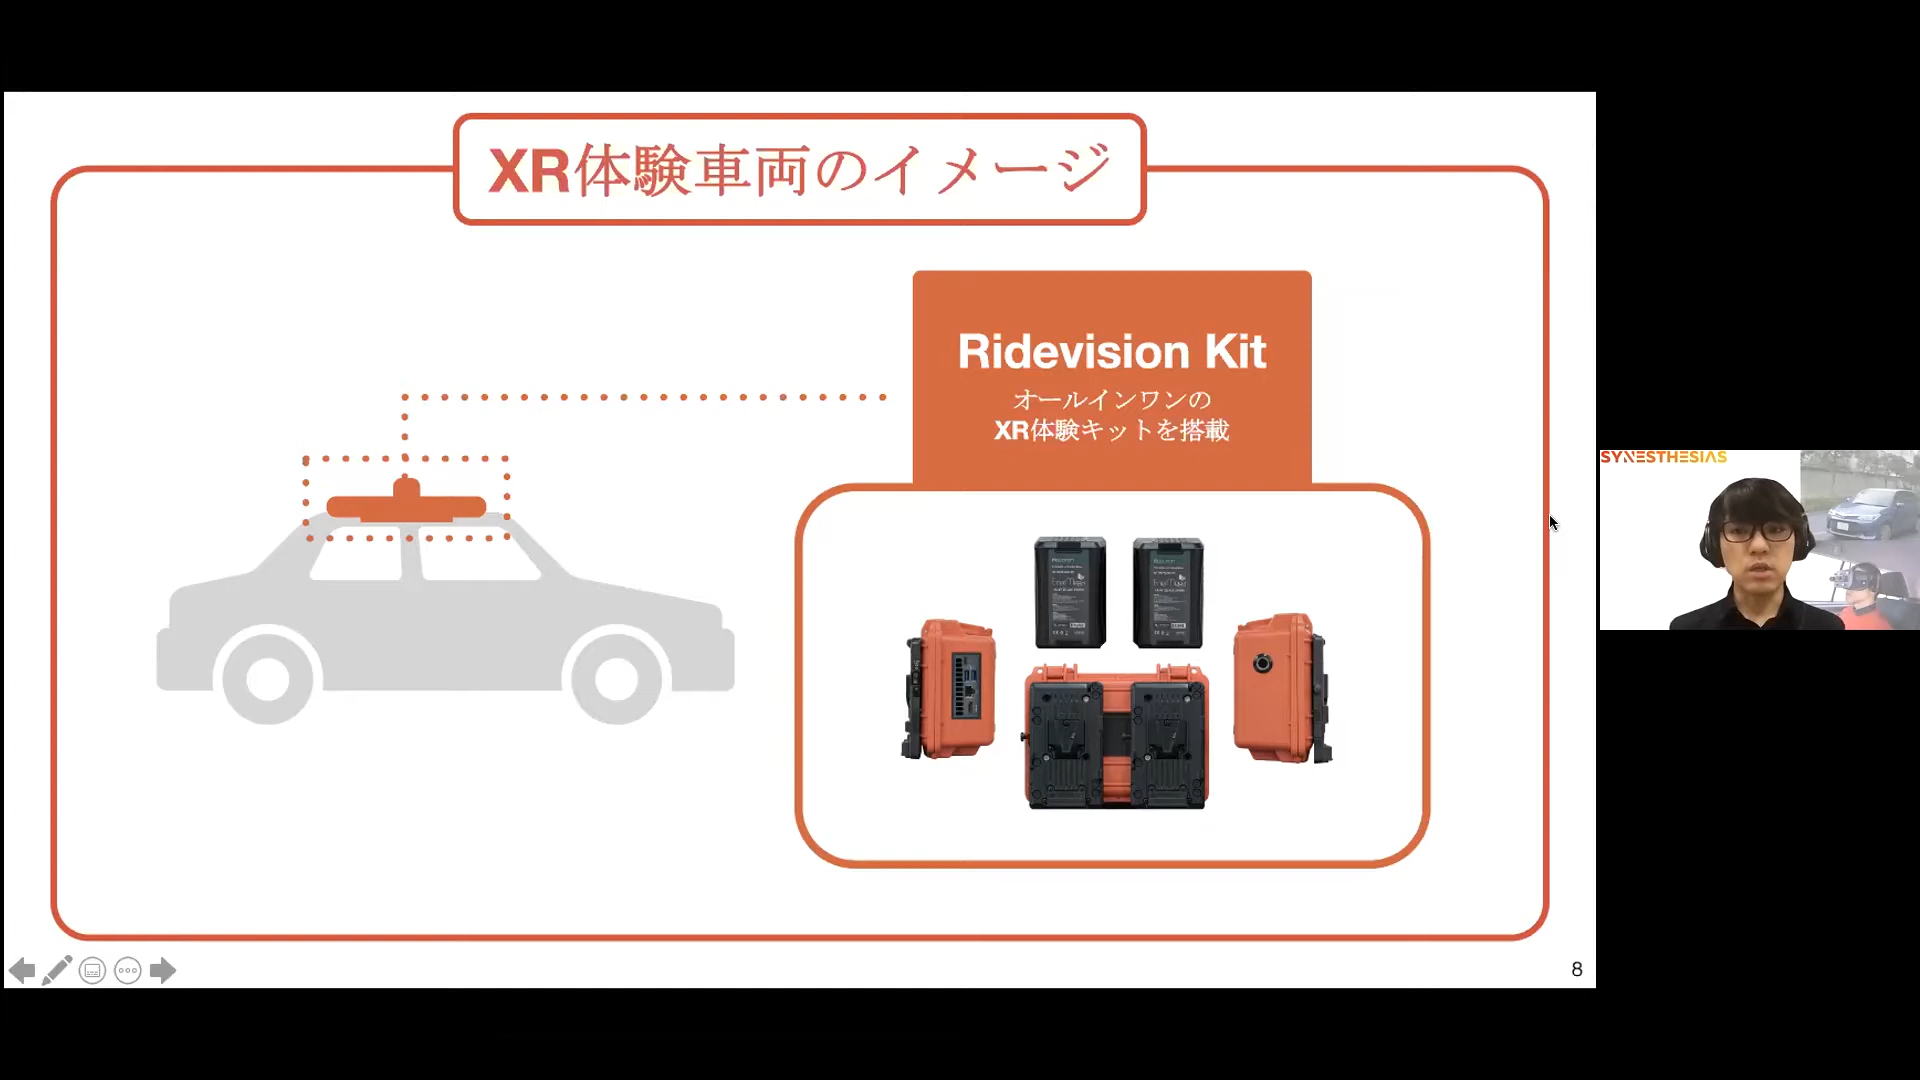 XR体験車両のイメージ
Ridevision Kit
オールインワンの
XR体験キットを搭載
SYNESTHESIAS
8